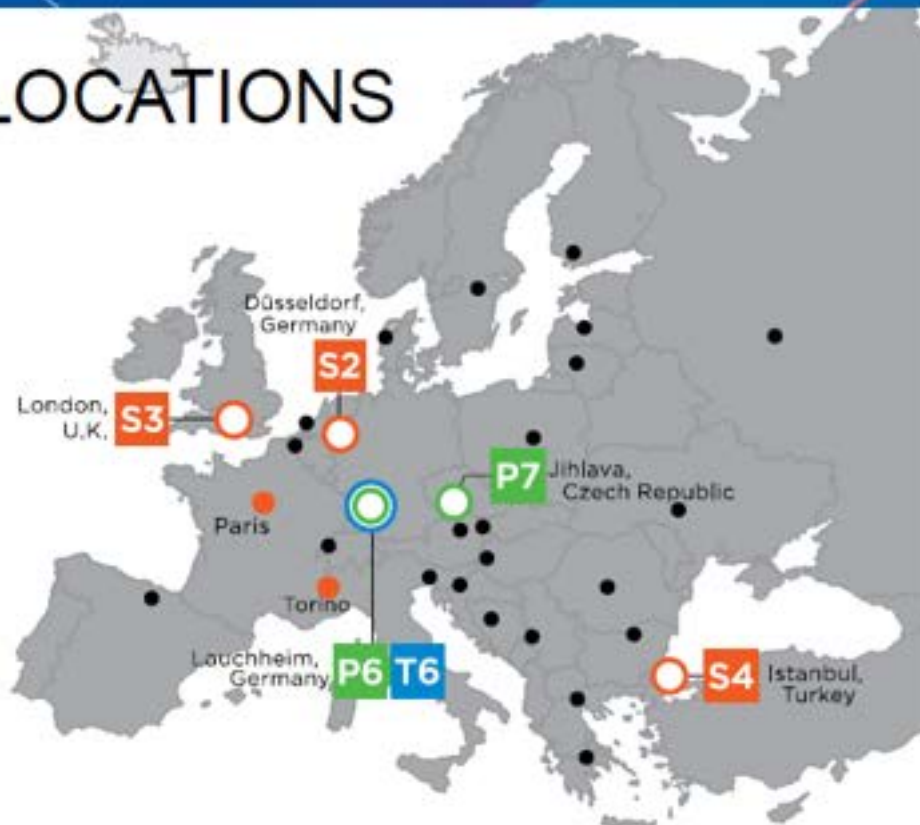 LOCATIONS
Düsseldorf,
Germany
S2
London,
U.K.
S3
P7
Jihlava,
Czech Republic
Paris
Torino
Lauchheim,
Germany
P6 T6
S4
Istanbul,
Turkey